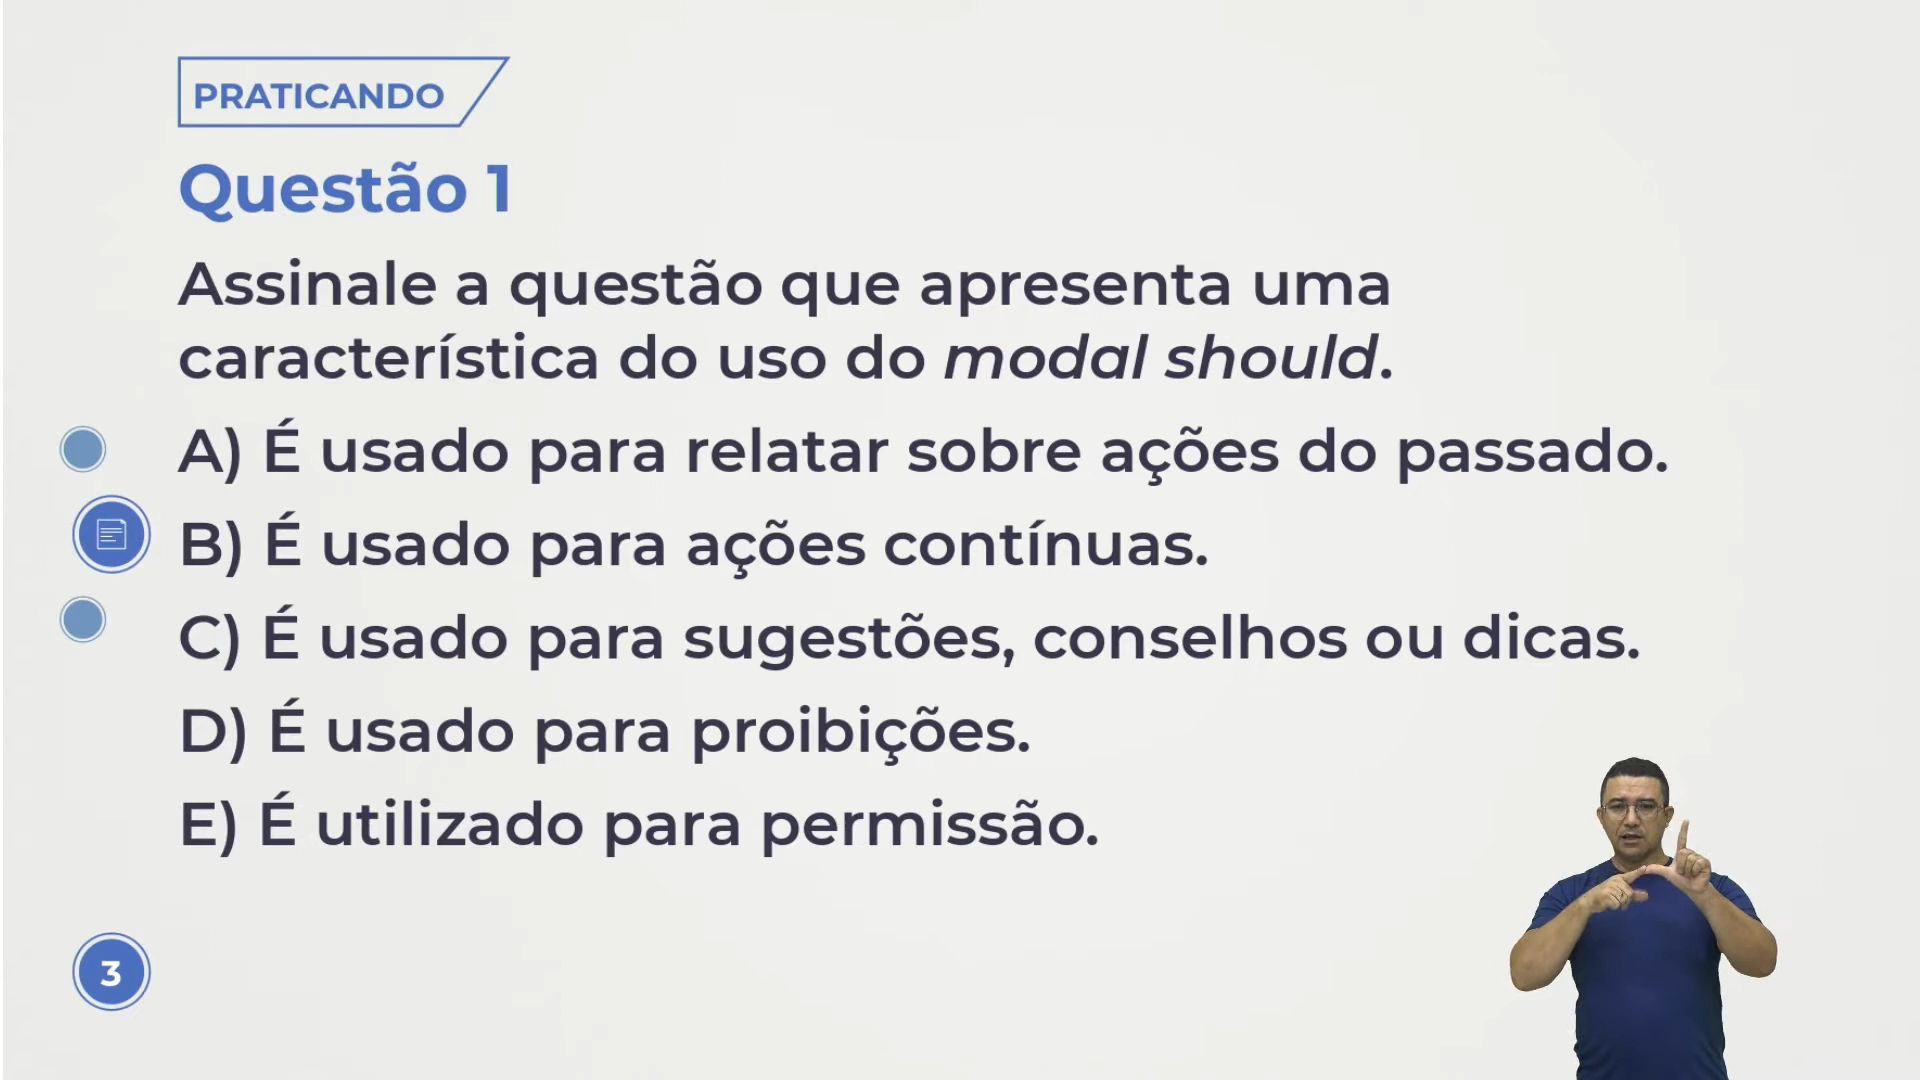 PRATICANDO
Questão 1
Assinale a questão que apresenta uma
característica do uso do modal should.
A) É usado para relatar sobre ações do passado.
B) É usado para ações contínuas.
C) É usado para sugestões, conselhos ou dicas.
D) É usado para proibições.
E) É utilizado para permissão.
3